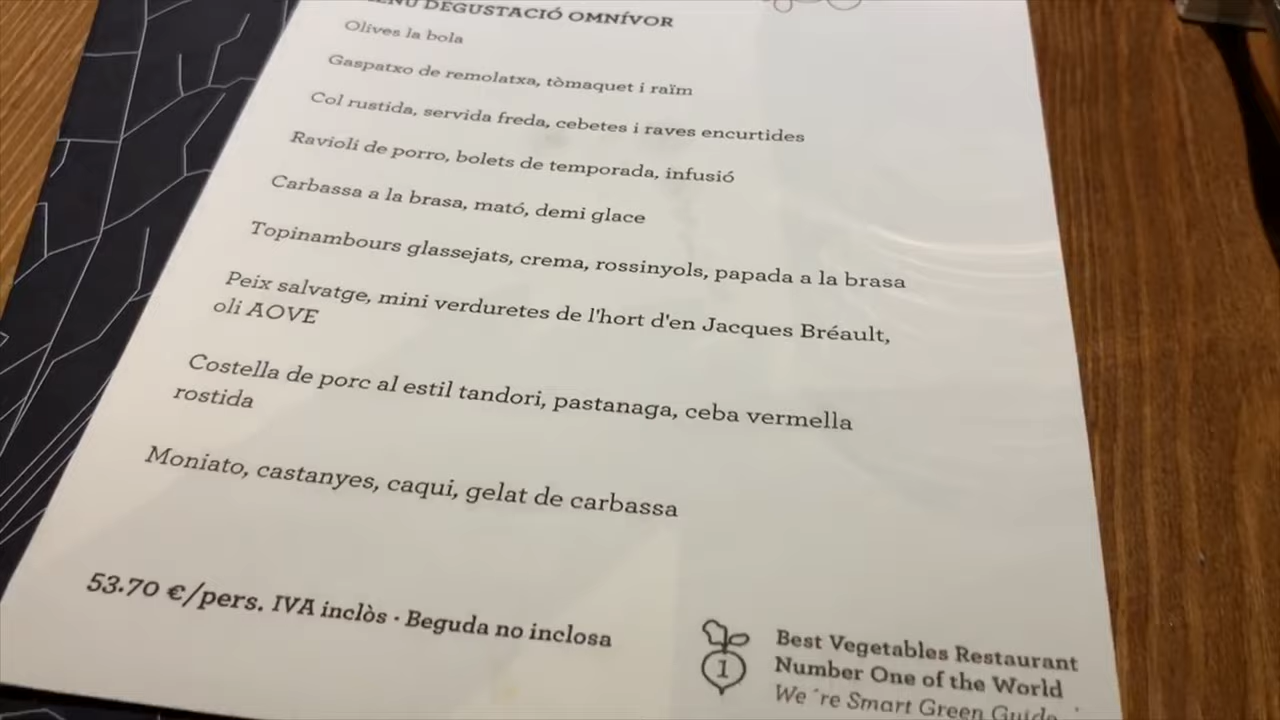 MENÚ DEGUSTACIÓ OMNÍVOR
Olives la bola
Gaspatxo de remolatxa, tòmaquet i raïm
Col rustida, servida freda, cebetes i raves encurtides
Ravioli de porro, bolets de temporada, infusió
Carbassa a la brasa, mató, demi glace
Topinambours glassejats, crema, rossinyols, papada a la brasa
Peix salvatge, mini verduretes de l'hort d'en Jacques Bréault,
oli AOVE
Costella de porc al estil tandori, pastanaga, ceba vermella
rostida
Moniato, castanyes, caqui, gelat de carbassa
53.70 €/pers. IVA inclòs · Beguda no inclosa
1
Best Vegetables Restaurant
Number One of the World
We´re Smart Green Guide